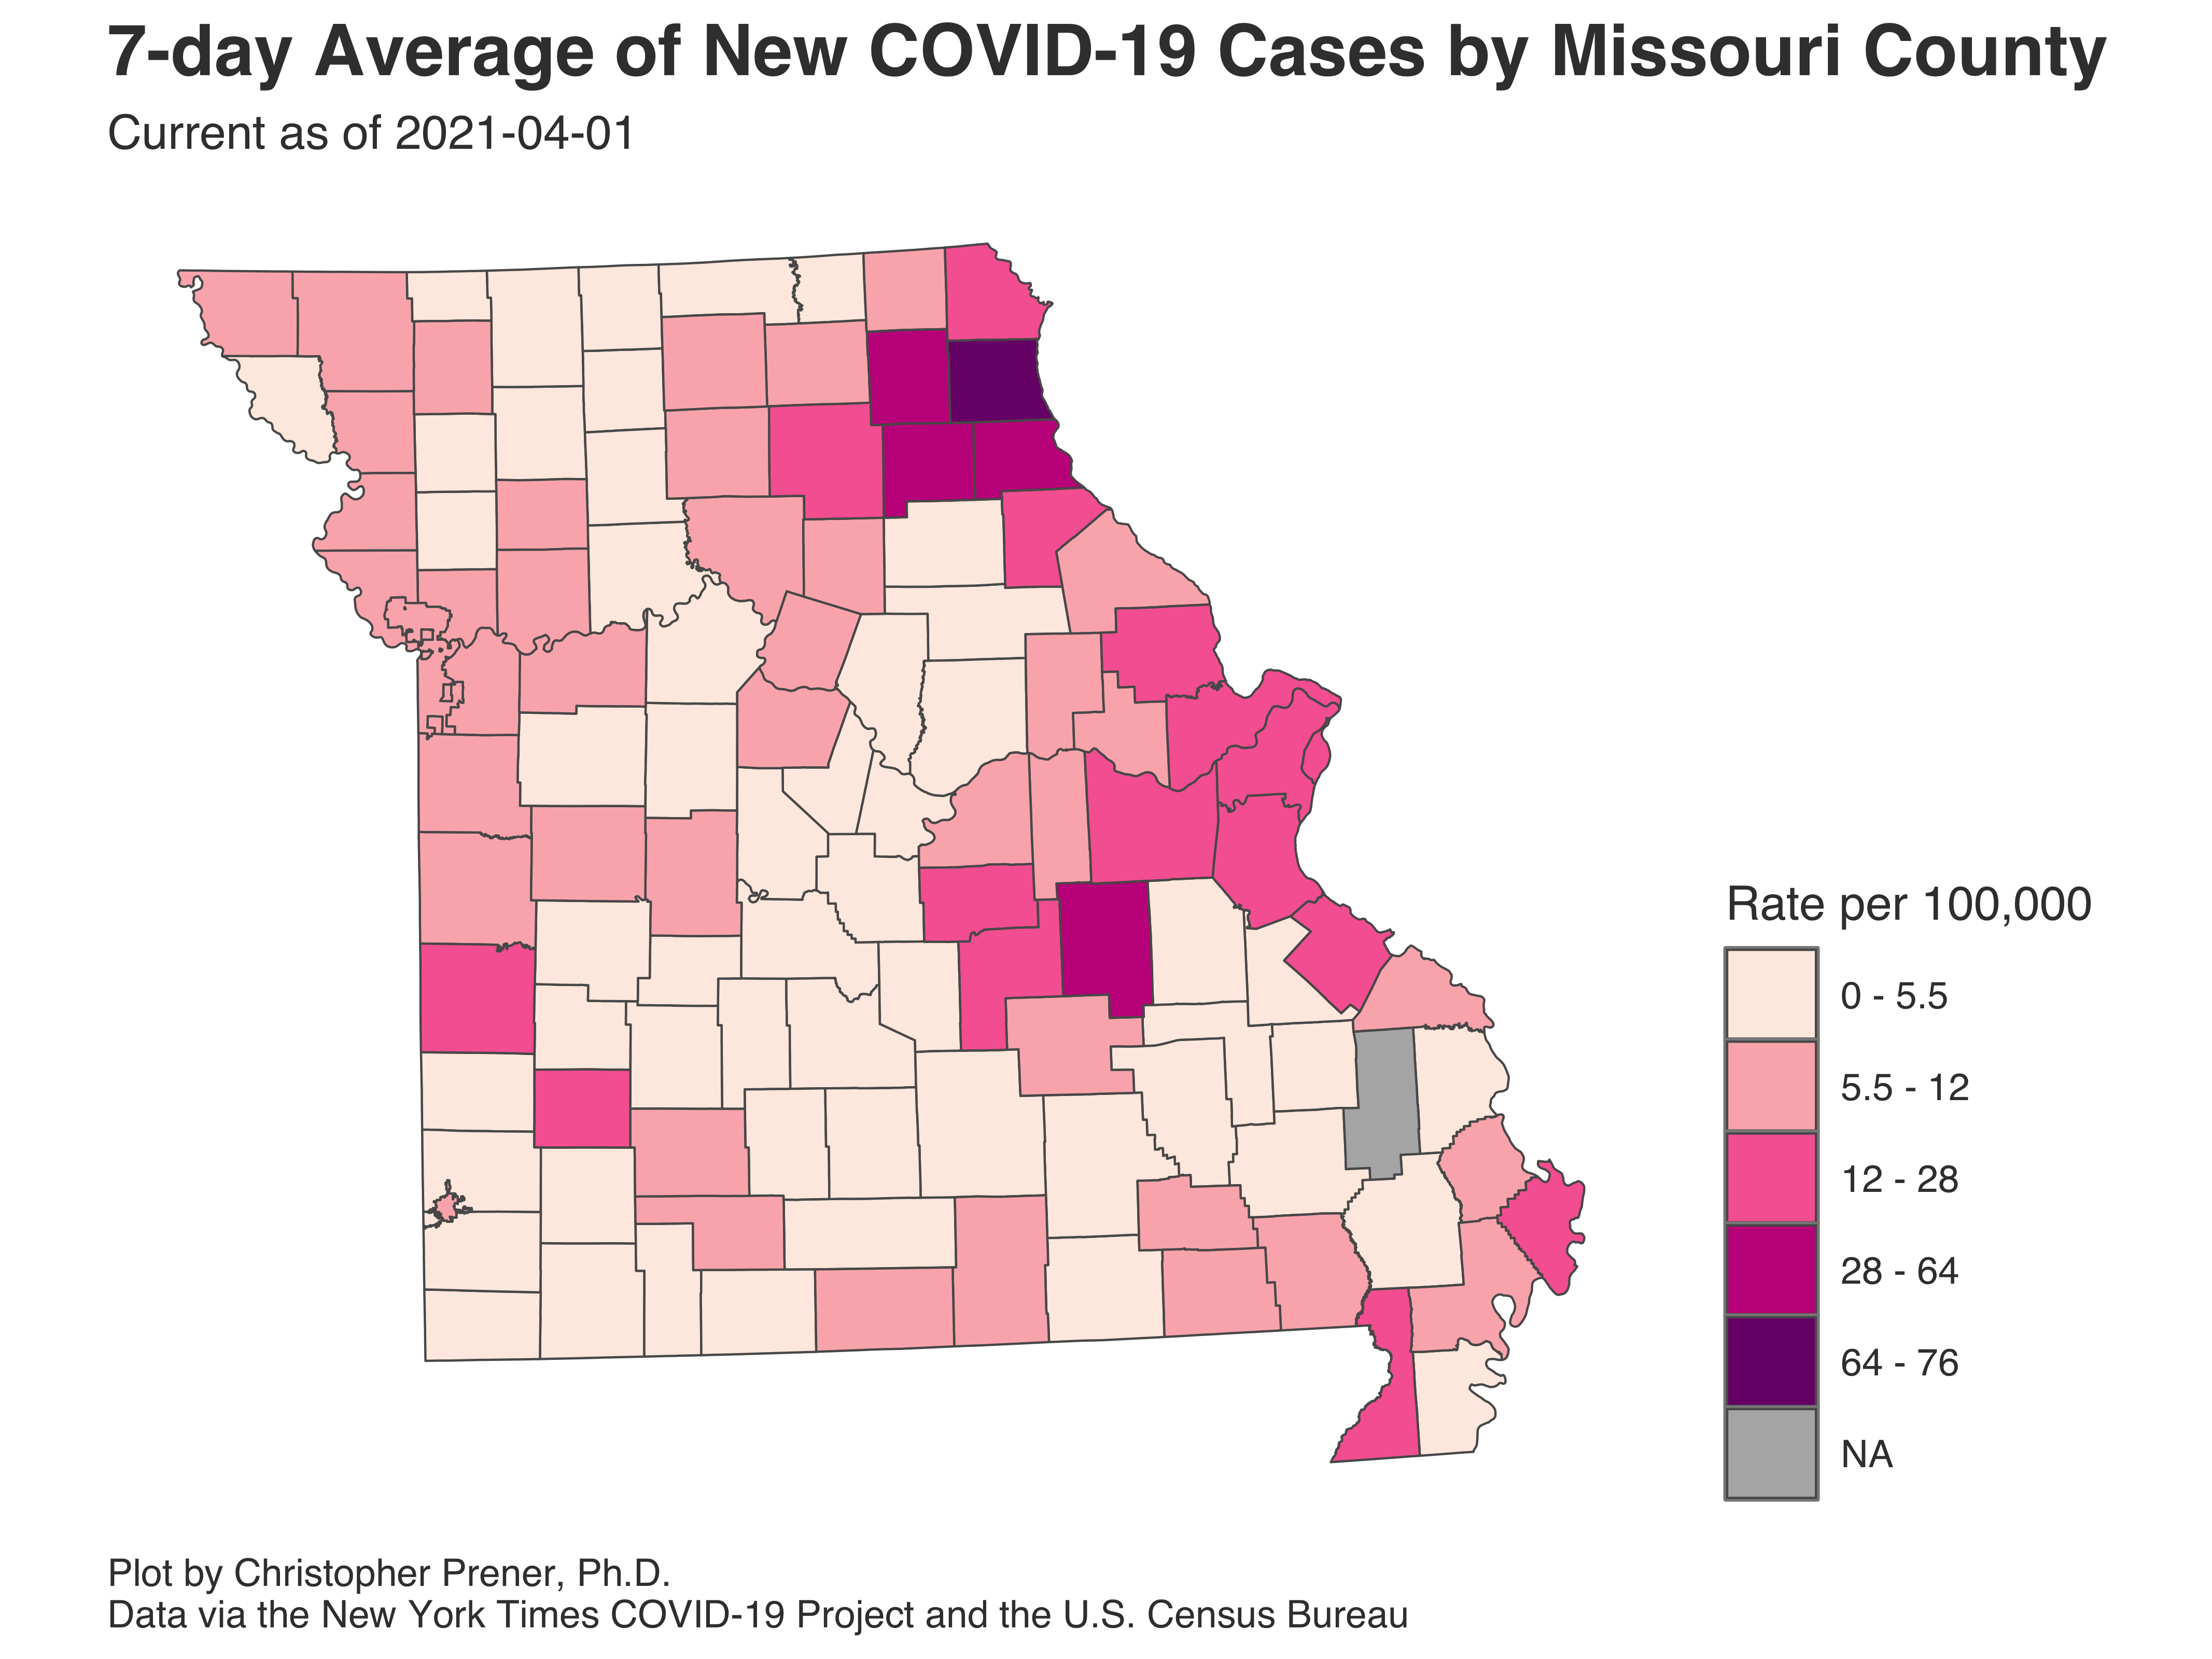 7-day Average of New COVID-19 Cases by Missouri County
Current as of 2021-04-01
Rate per 100,000
0 - 5.5
5.5 - 12
12 - 28
28 - 64
64 - 76
NA
Plot by Christopher Prener, Ph.D.
Data via the New York Times COVID-19 Project and the U.S. Census Bureau